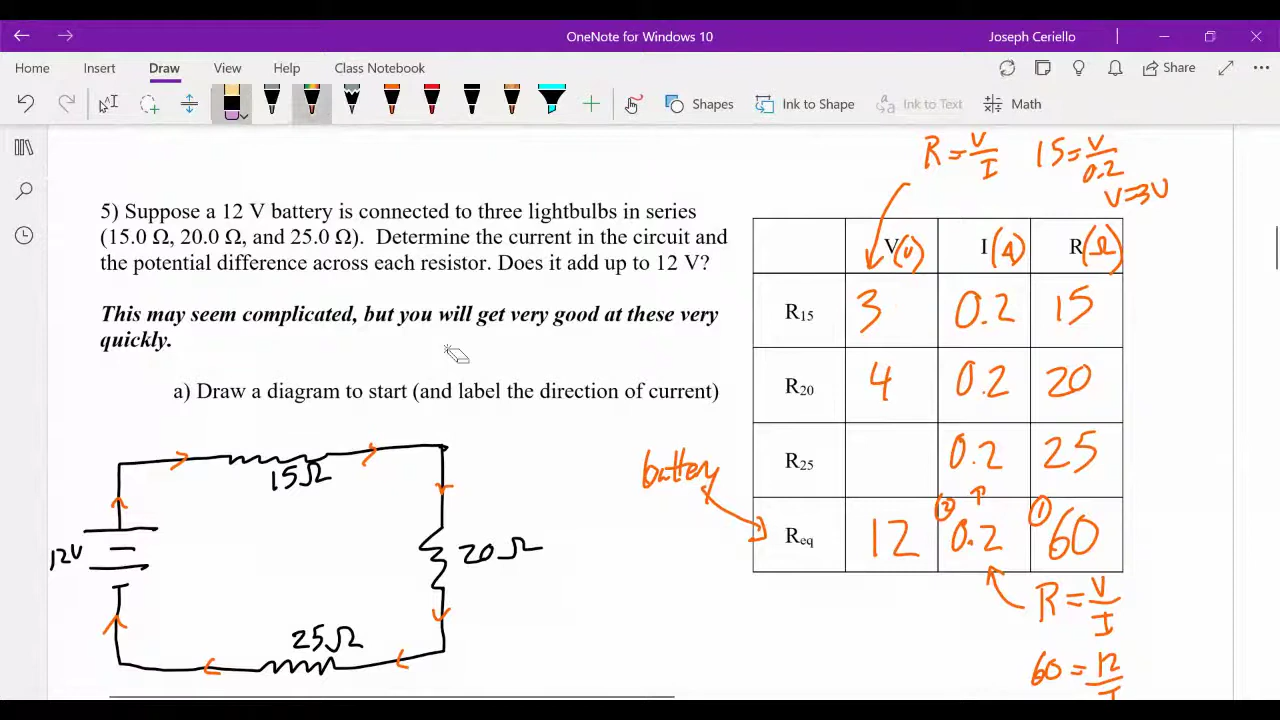 OneNote for Windows 10
Joseph Ceriello
Home Insert Draw View Help Class Notebook
Share
Shapes Ink to Shape Ink to Text Math
5) Suppose a 12 V battery is connected to three lightbulbs in series
(15.0 Ω, 20.0 Ω, and 25.0 Ω). Determine the current in the circuit and
the potential difference across each resistor. Does it add up to 12 V?
This may seem complicated, but you will get very good at these very
quickly.
a) Draw a diagram to start (and label the direction of current)
15Ω
12V
20Ω
25Ω
R=V/I 15=V/0.2
V=3V
V(V) I(A) R(Ω)
R15 3 0.2 15
R20 4 0.2 20
R25 0.2 25
battery
Req 12 ② 0.2 ① 60
R=V/I
60=12/I